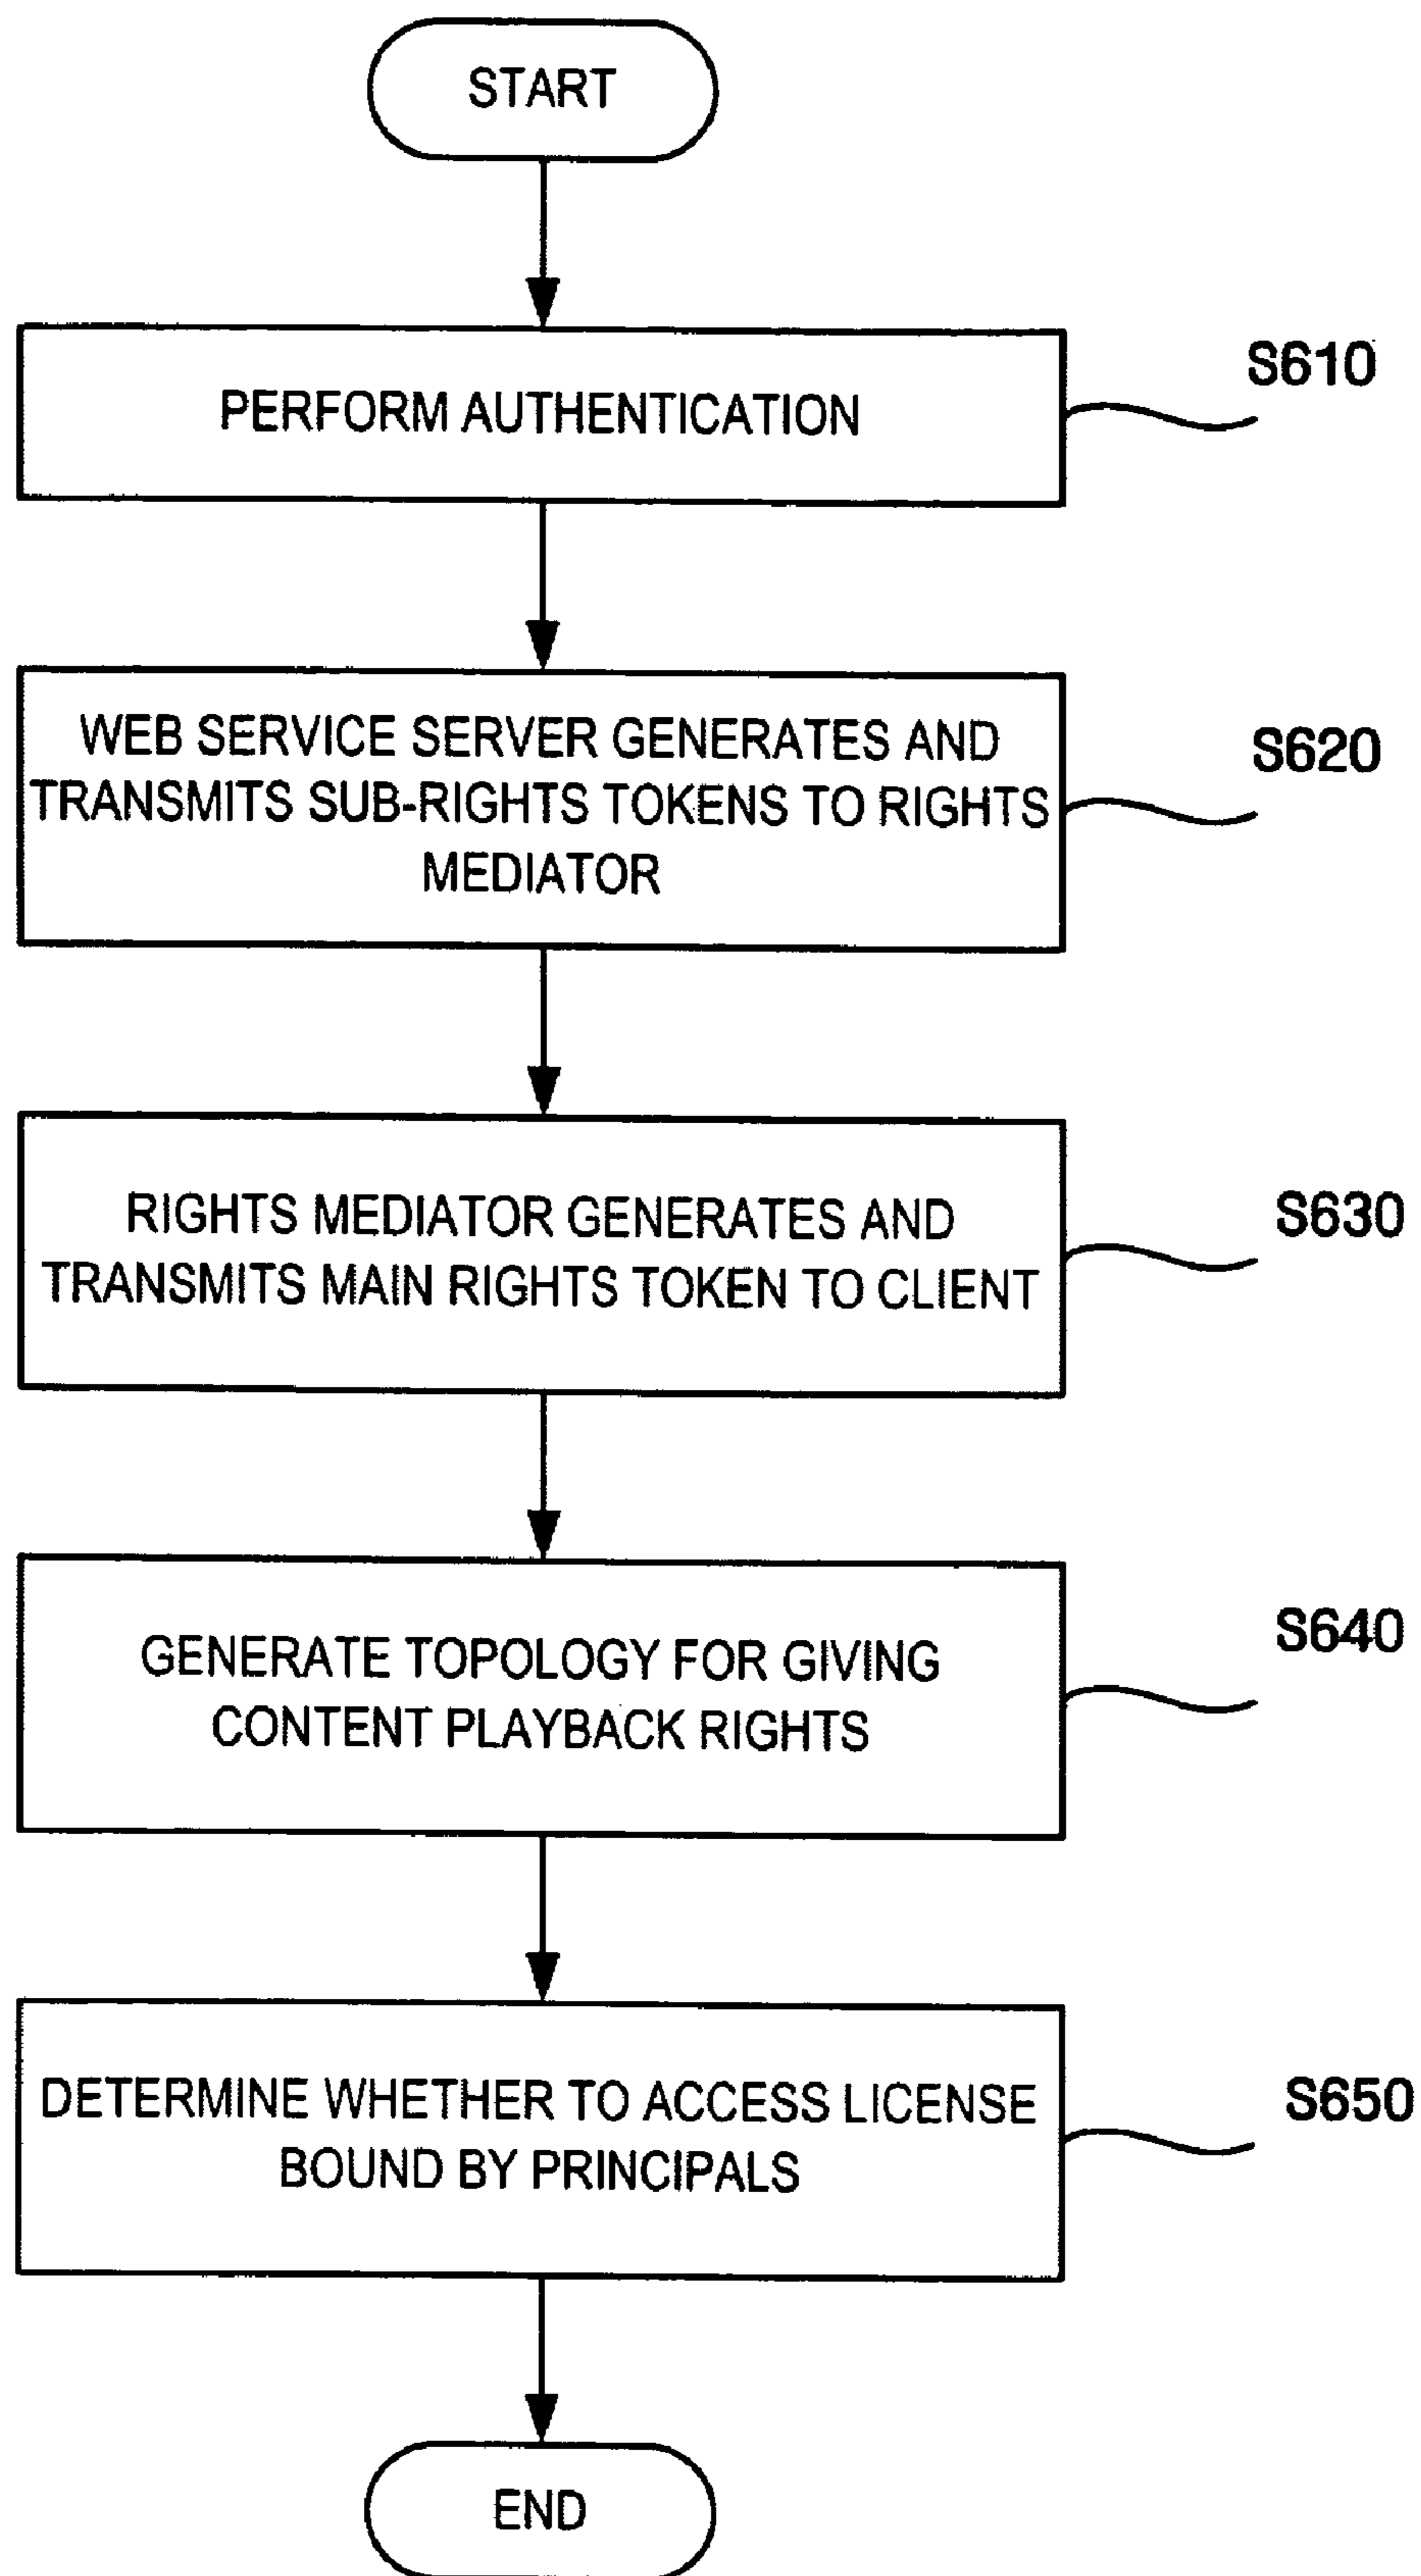 START
PERFORM AUTHENTICATION
S610
WEB SERVICE SERVER GENERATES AND
TRANSMITS SUB-RIGHTS TOKENS TO RIGHTS
MEDIATOR
S620
RIGHTS MEDIATOR GENERATES AND
TRANSMITS MAIN RIGHTS TOKEN TO CLIENT
S630
GENERATE TOPOLOGY FOR GIVING
CONTENT PLAYBACK RIGHTS
S640
DETERMINE WHETHER TO ACCESS LICENSE
BOUND BY PRINCIPALS
S650
END